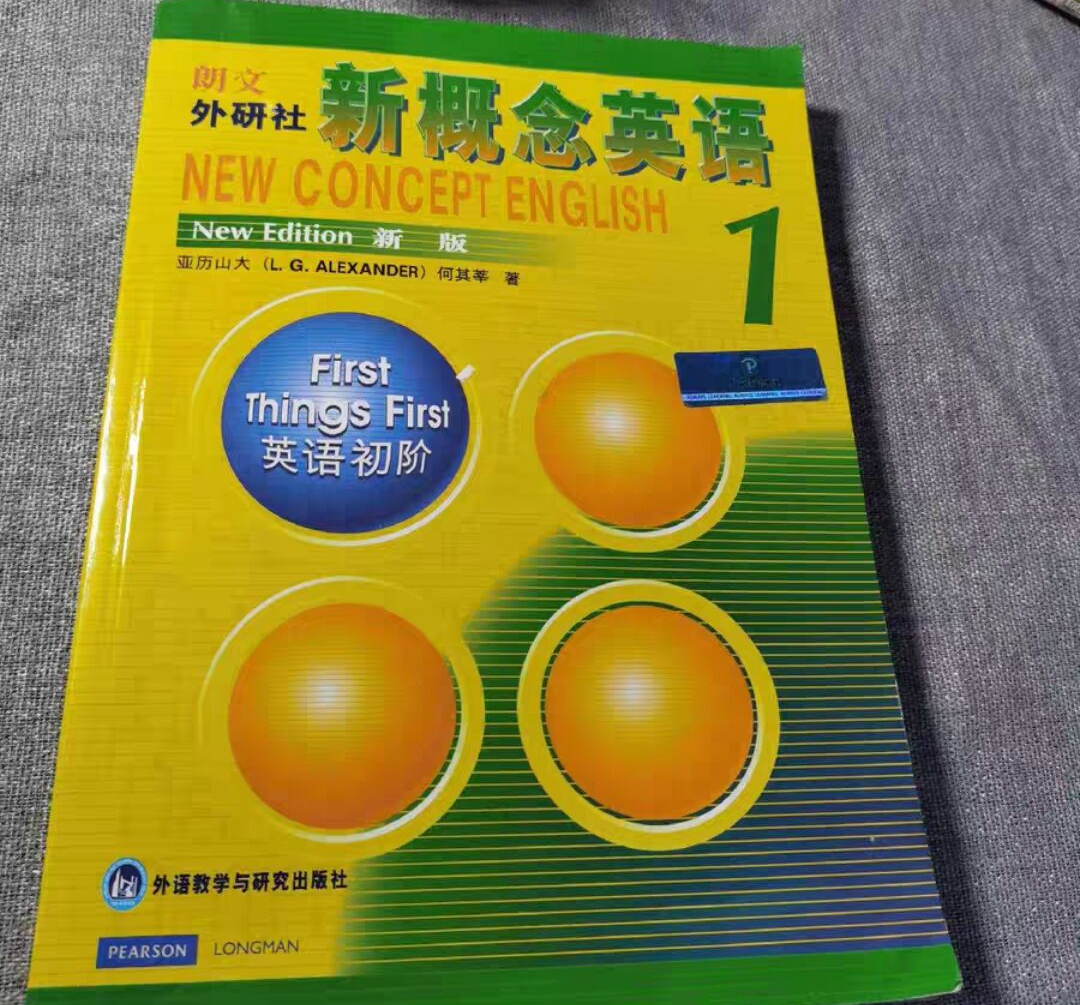 朗文
外研社
新概念英语
NEW CONCEPT ENGLISH
1
New Edition 新 版
亚历山大 (L. G. ALEXANDER) 何其莘 著
First
Things First
英语初阶
外语教学与研究出版社
PEARSON LONGMAN